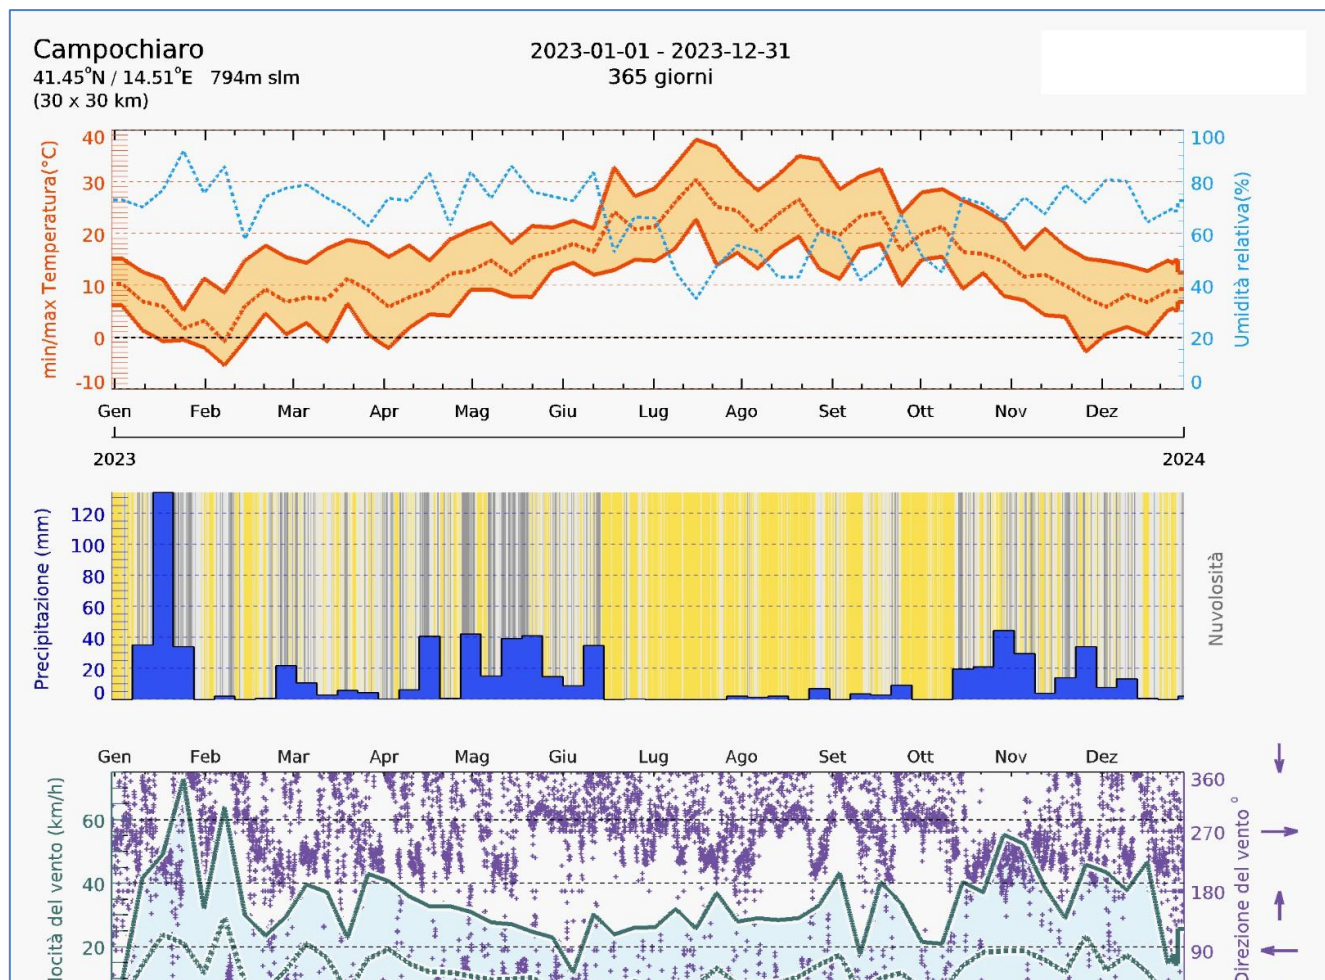 Campochiaro
41.45°N / 14.51°E 794m slm
(30 x 30 km)
2023-01-01 - 2023-12-31
365 giorni
min/max Temperatura(°C)
40
30
20
10
0
-10
100
80
60
40
20
0
Umidità relativa(%)
Gen Feb Mar Apr Mag Giu Lug Ago Set Ott Nov Dez
2023 2024
Precipitazione (mm)
120
100
80
60
40
20
0
Nuvolosità
Gen Feb Mar Apr Mag Giu Lug Ago Set Ott Nov Dez
locità del vento (km/h)
60
40
20
360
270
180
90
Direzione del vento °